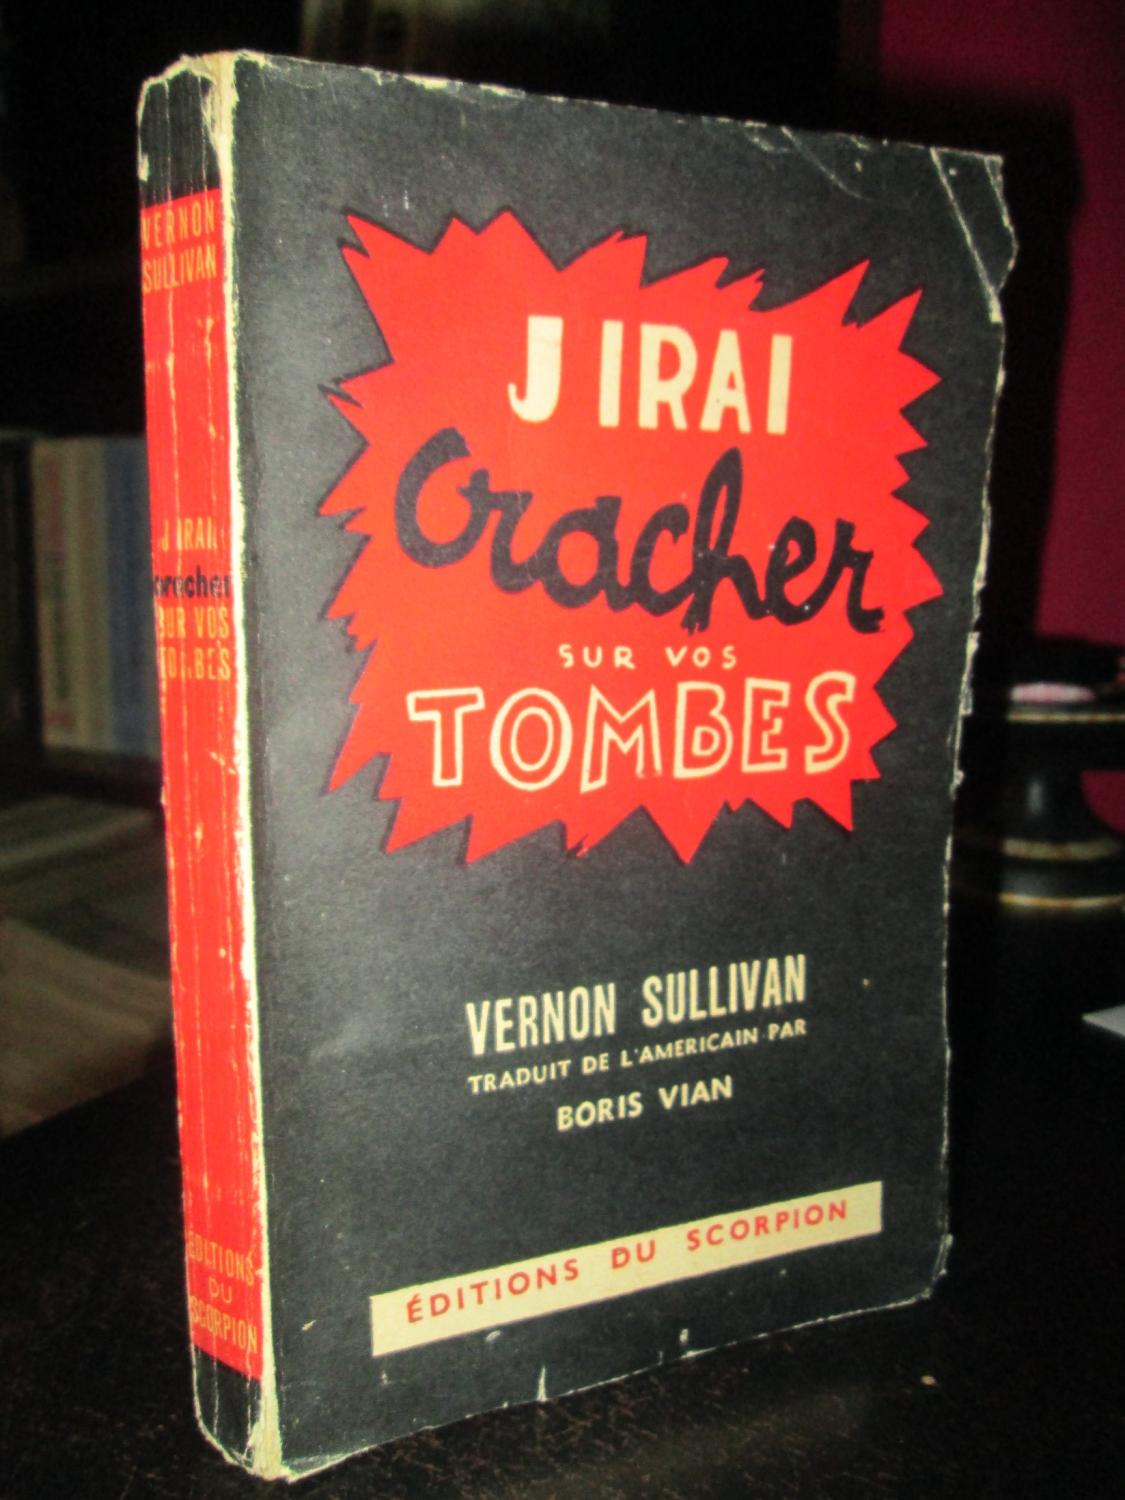 VERNON
SULLIVAN
J IRAI
cracher
SUR VOS
TOMBES
EDITIONS
DU
SCORPION
J IRAI
cracher
SUR VOS
TOMBES
VERNON SULLIVAN
TRADUIT DE L'AMERICAIN PAR
BORIS VIAN
ÉDITIONS DU SCORPION